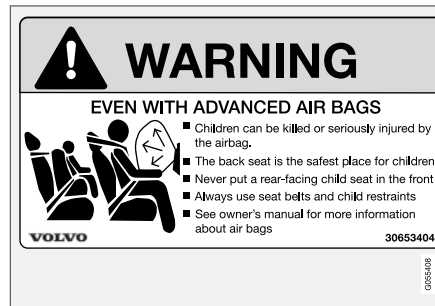 WARNING
EVEN WITH ADVANCED AIR BAGS
■ Children can be killed or seriously injured by
the airbag.
■ The back seat is the safest place for children
■ Never put a rear-facing child seat in the front
■ Always use seat belts and child restraints
■ See owner's manual for more information
about air bags
VOLVO
30653404
G055408